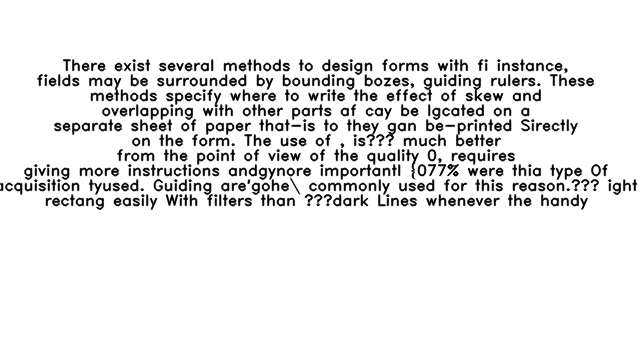 There exist several methods to design forms with fi instance,
fields may be surrounded by bounding bozes, guiding rulers. These
methods specify where to write the effect of skew and
overlapping with other parts af cay be lgcated on a
separate sheet of paper that-is to they gan be-printed Sirectly
on the form. The use of , is??? much better
from the point of view of the quality 0, requires
giving more instructions andgynore importantl {077% were thia type Of
acquisition tyused. Guiding are'gohe\ commonly used for this reason.??? ight
rectang easily With filters than ???dark Lines whenever the handy